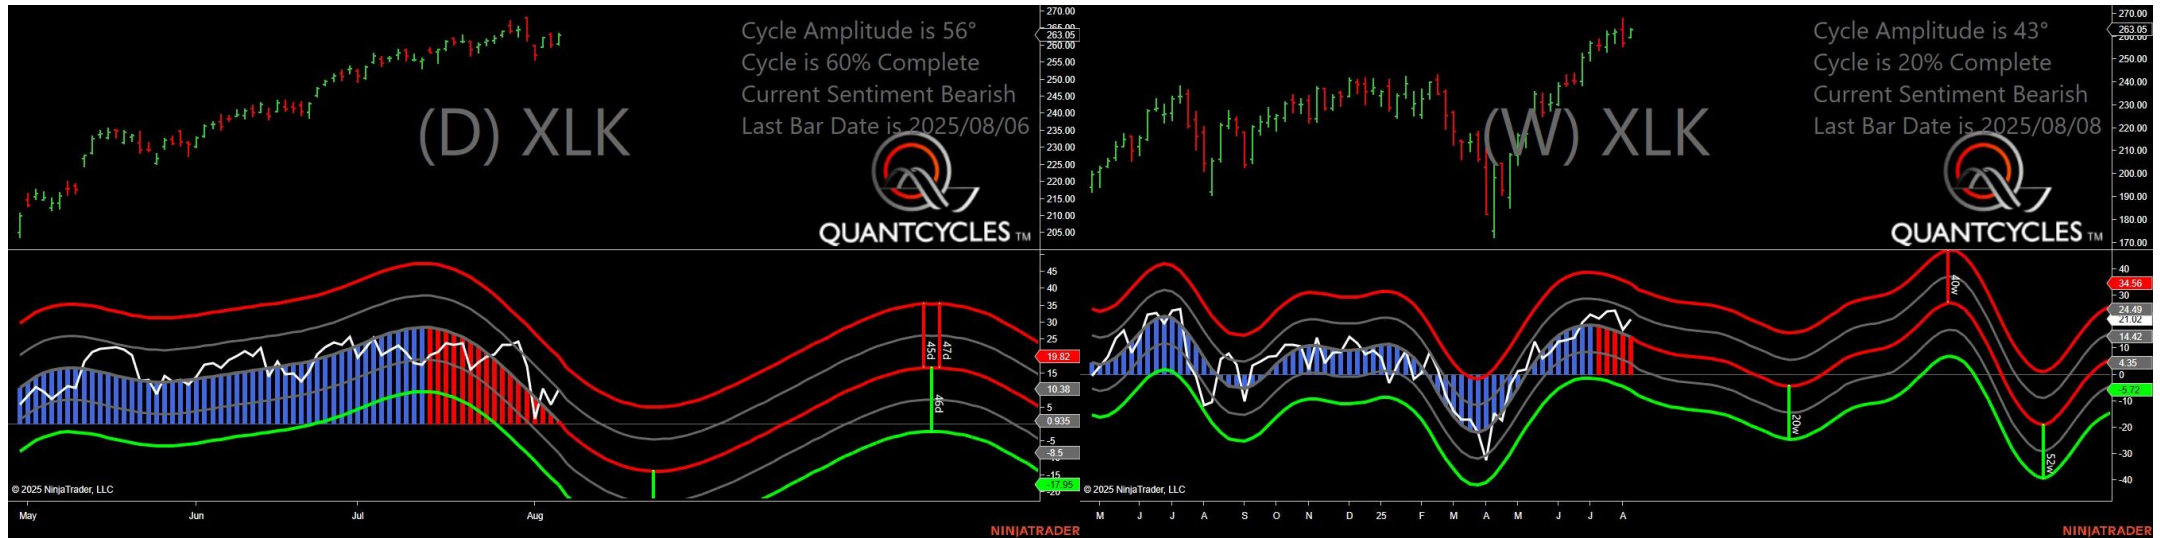 Cycle Amplitude is 56°
Cycle is 60% Complete
Current Sentiment Bearish
Last Bar Date is 2025/08/06
(D) XLK
QUANTCYCLES TM
270.00
265.00
263.05
260.00
255.00
250.00
245.00
240.00
235.00
230.00
225.00
220.00
215.00
210.00
205.00
45
40
35
30
25
19.82
15
10.38
5
0.935
-5
-8.5
-15
-17.95
-20
45d
47d
46d
© 2025 NinjaTrader, LLC
May
Jun
Jul
Aug
NINJATRADER
Cycle Amplitude is 43°
Cycle is 20% Complete
Current Sentiment Bearish
Last Bar Date is 2025/08/08
(W) XLK
QUANTCYCLES TM
270.00
263.05
260.00
250.00
240.00
230.00
220.00
210.00
200.00
190.00
180.00
170.00
40
34.56
30
24.49
21.02
14.42
10
4.35
0
-5.72
-10
-20
-30
-40
40w
20w
52w
© 2025 NinjaTrader, LLC
M
J
J
A
S
O
N
D
25
F
M
A
M
J
J
A
NINJATRADER